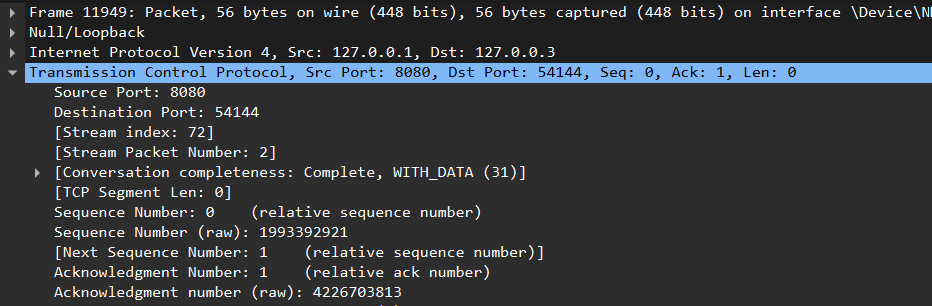 Frame 11949: Packet, 56 bytes on wire (448 bits), 56 bytes captured (448 bits) on interface \Device\
Null/Loopback
Internet Protocol Version 4, Src: 127.0.0.1, Dst: 127.0.0.3
Transmission Control Protocol, Src Port: 8080, Dst Port: 54144, Seq: 0, Ack: 1, Len: 0
Source Port: 8080
Destination Port: 54144
[Stream index: 72]
[Stream Packet Number: 2]
[Conversation completeness: Complete, WITH_DATA (31)]
[TCP Segment Len: 0]
Sequence Number: 0    (relative sequence number)
Sequence Number (raw): 1993392921
[Next Sequence Number: 1    (relative sequence number)]
Acknowledgment Number: 1    (relative ack number)
Acknowledgment number (raw): 4226703813